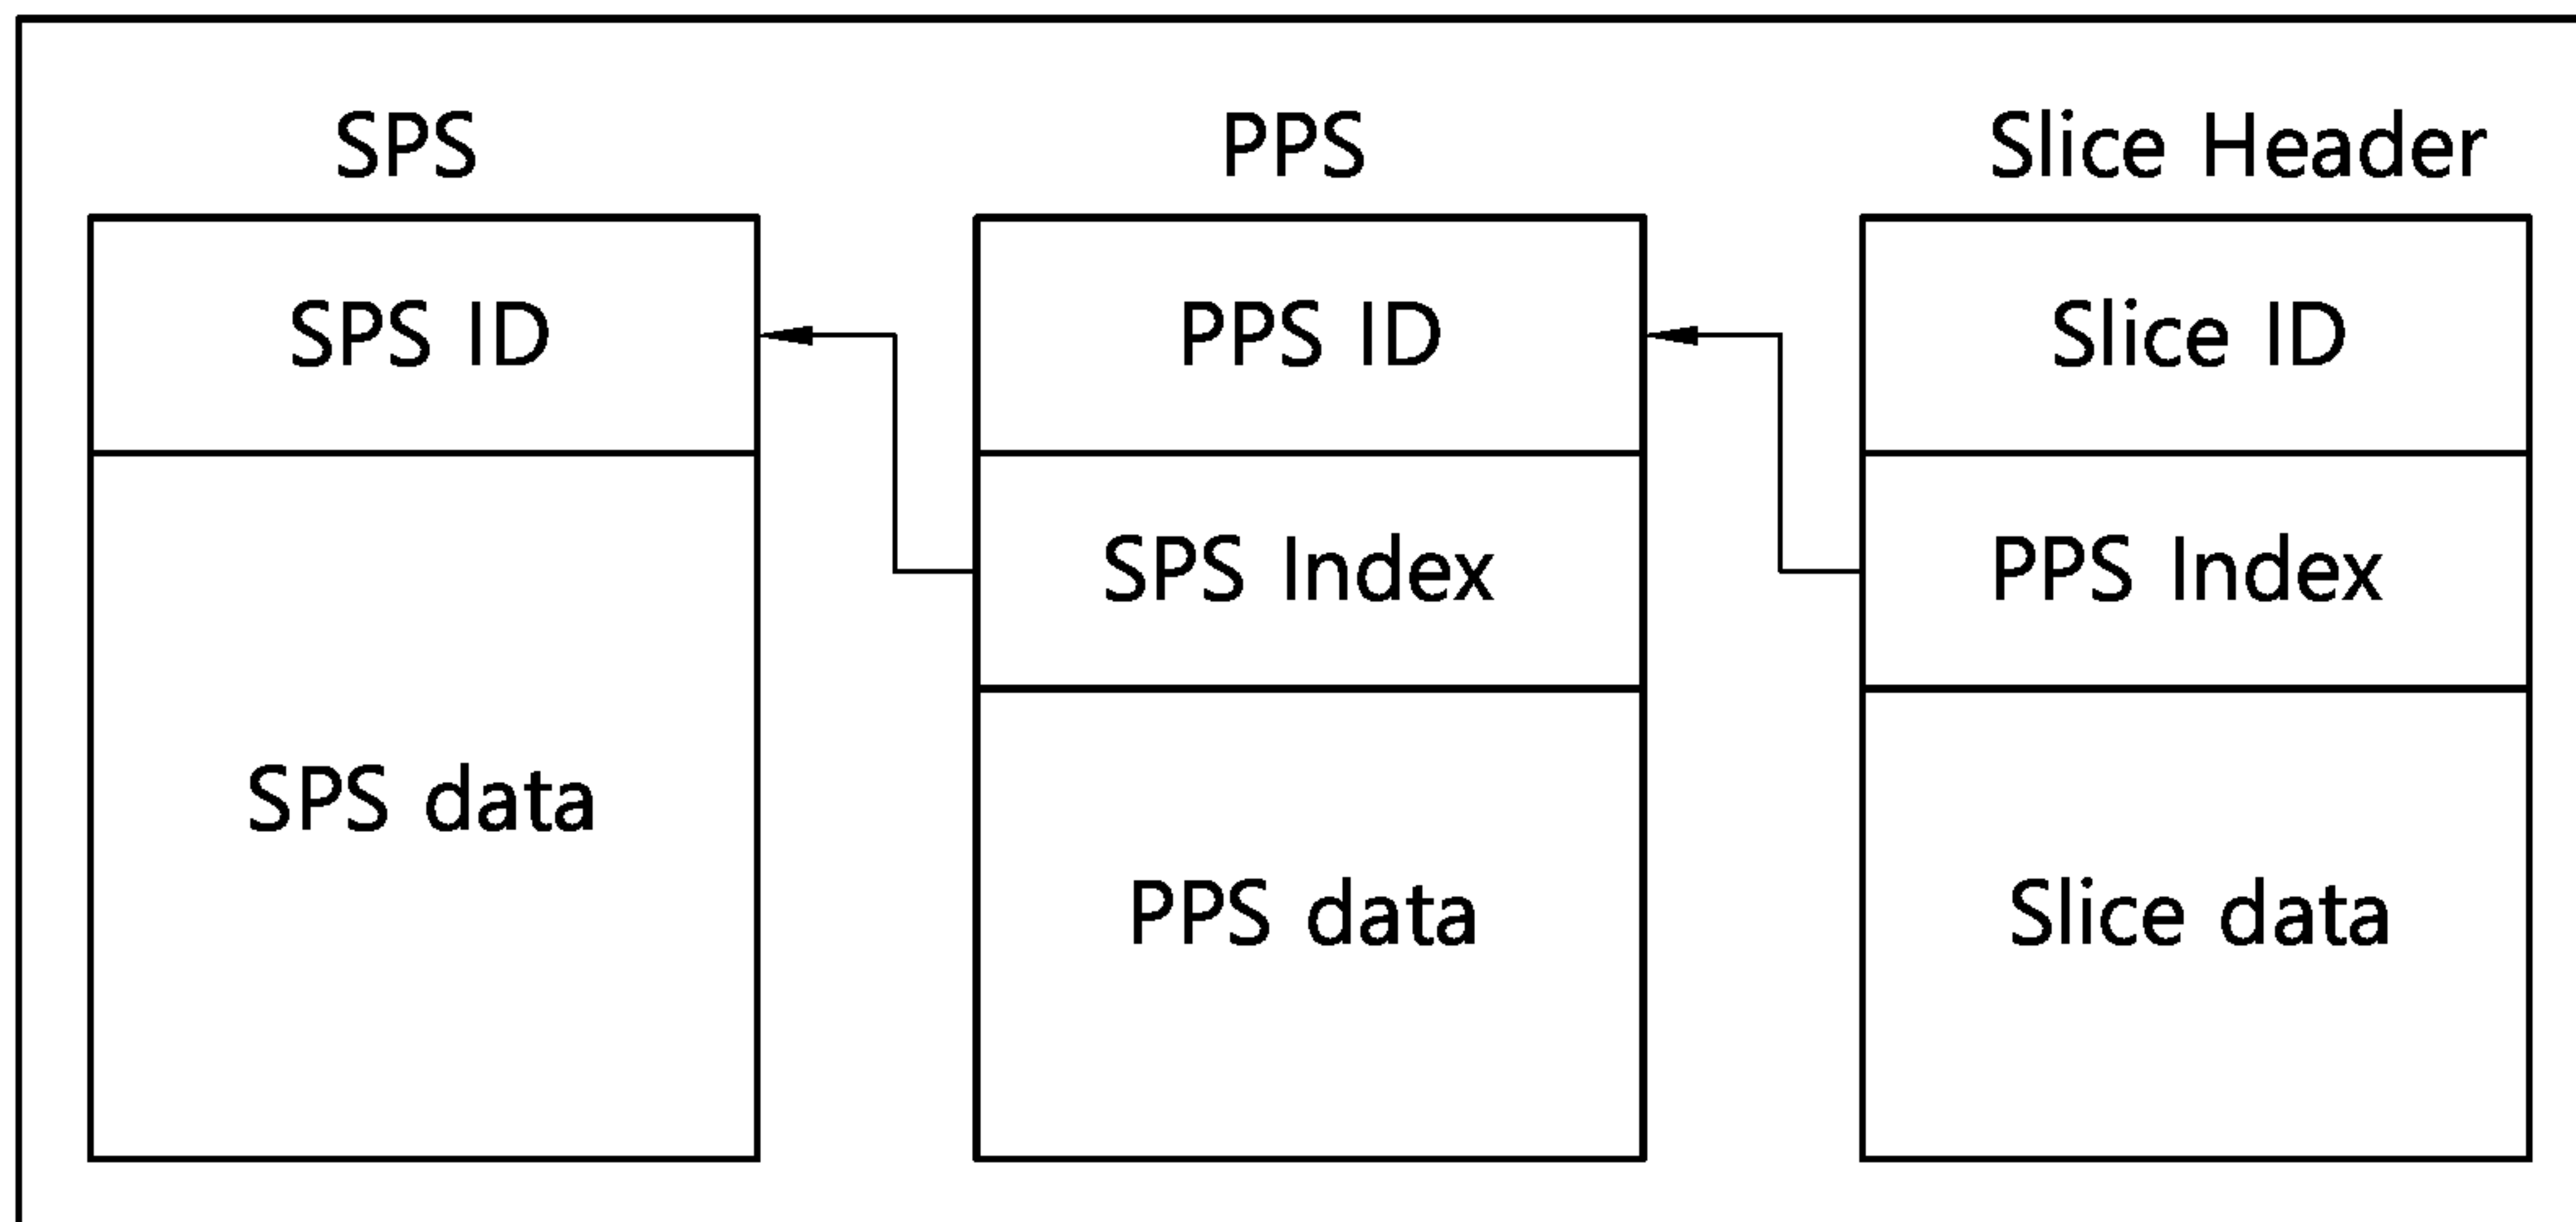 SPS
SPS ID
SPS data
PPS
PPS ID
SPS Index
PPS data
Slice Header
Slice ID
PPS Index
Slice data